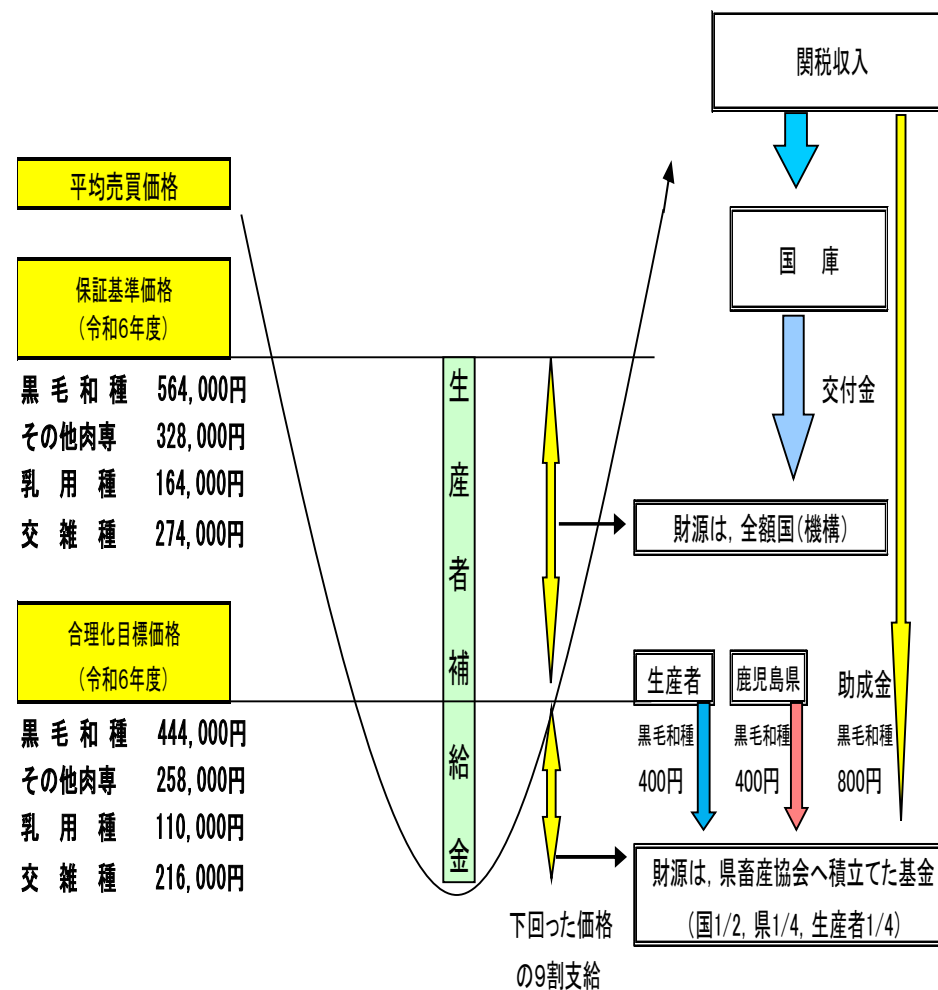 関税収入
平均売買価格
国 庫
保証基準価格
(令和6年度)
黒毛和種 564,000円
その他肉専 328,000円
乳用種 164,000円
交雑種 274,000円
生産者補給金
交付金
財源は,全額国(機構)
合理化目標価格
(令和6年度)
黒毛和種 444,000円
その他肉専 258,000円
乳用種 110,000円
交雑種 216,000円
生産者
黒毛和種
400円
鹿児島県
黒毛和種
400円
助成金
黒毛和種
800円
財源は,県畜産協会へ積立てた基金
(国1/2,県1/4,生産者1/4)
下回った価格
の9割支給